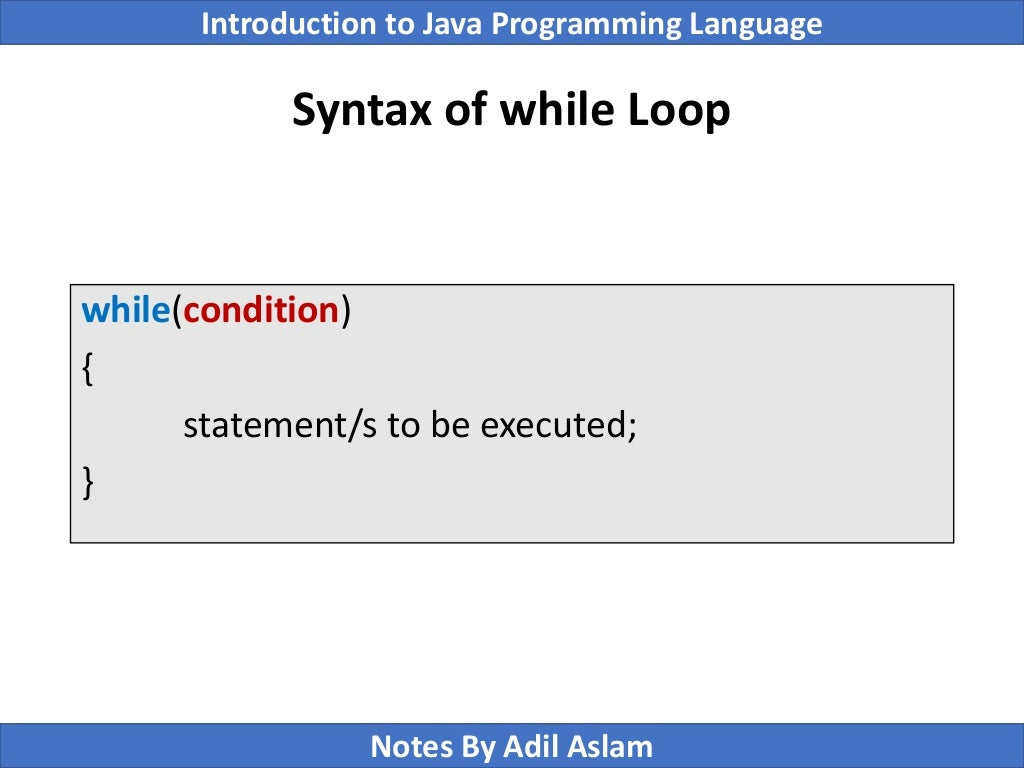 Introduction to Java Programming Language
Syntax of while Loop
while(condition)
{
statement/s to be executed;
}
Notes By Adil Aslam